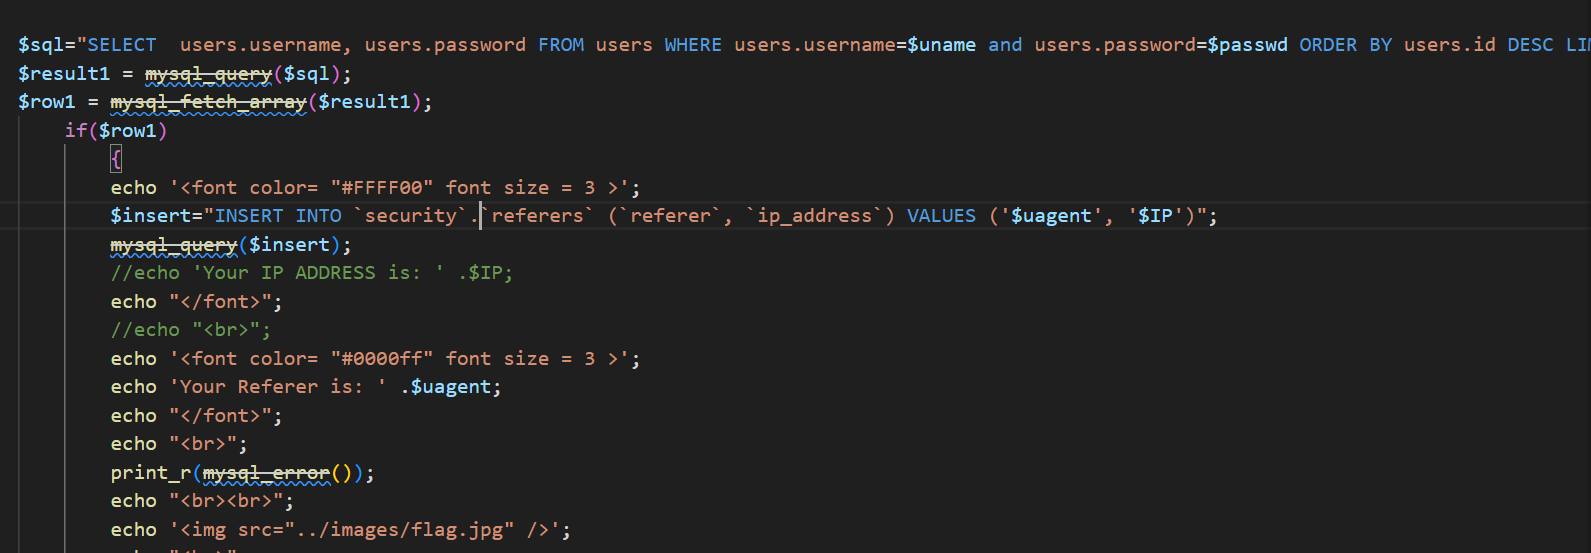 $sql="SELECT  users.username, users.password FROM users WHERE users.username=$uname and users.password=$passwd ORDER BY users.id DESC
$result1 = mysql_query($sql);
$row1 = mysql_fetch_array($result1);
if($row1)
{
echo '<font color= "#FFFF00" font size = 3 >';
$insert="INSERT INTO `security`.`referers` (`referer`, `ip_address`) VALUES ('$uagent', '$IP')";
mysql_query($insert);
//echo 'Your IP ADDRESS is: ' .$IP;
echo "</font>";
//echo "<br>";
echo '<font color= "#0000ff" font size = 3 >';
echo 'Your Referer is: ' .$uagent;
echo "</font>";
echo "<br>";
print_r(mysql_error());
echo "<br><br>";
echo '<img src="../images/flag.jpg" />';